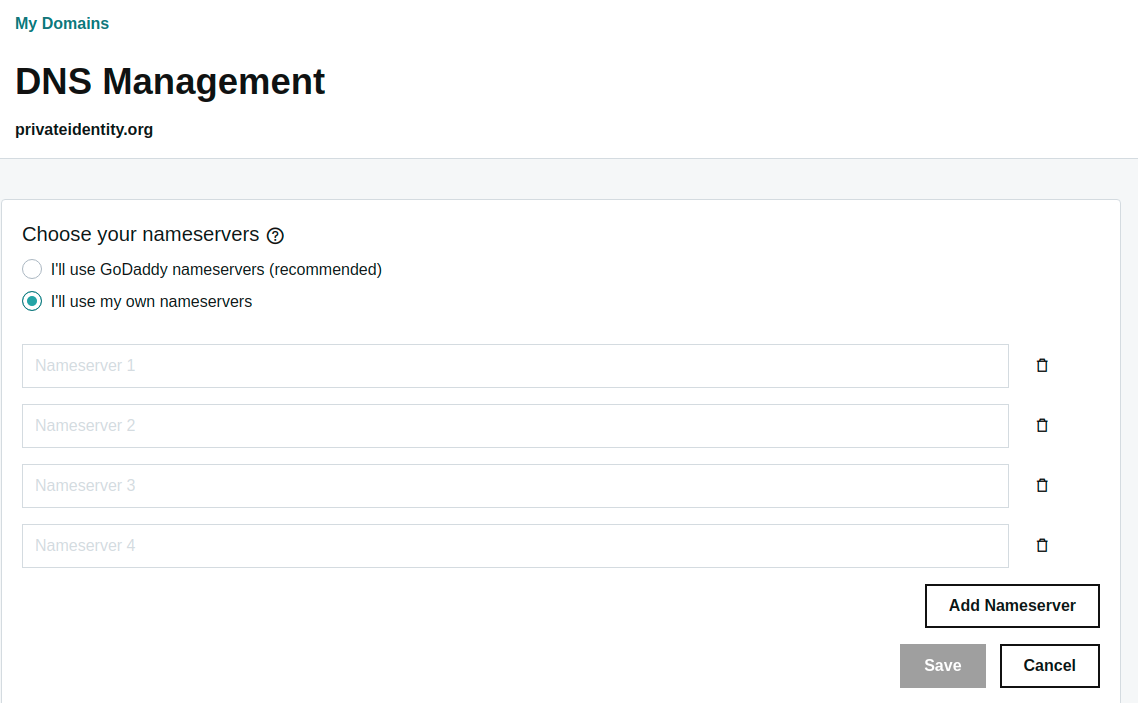 My Domains
DNS Management
privateidentity.org
Choose your nameservers
I'll use GoDaddy nameservers (recommended)
I'll use my own nameservers
Nameserver 1
Nameserver 2
Nameserver 3
Nameserver 4
Add Nameserver
Save Cancel